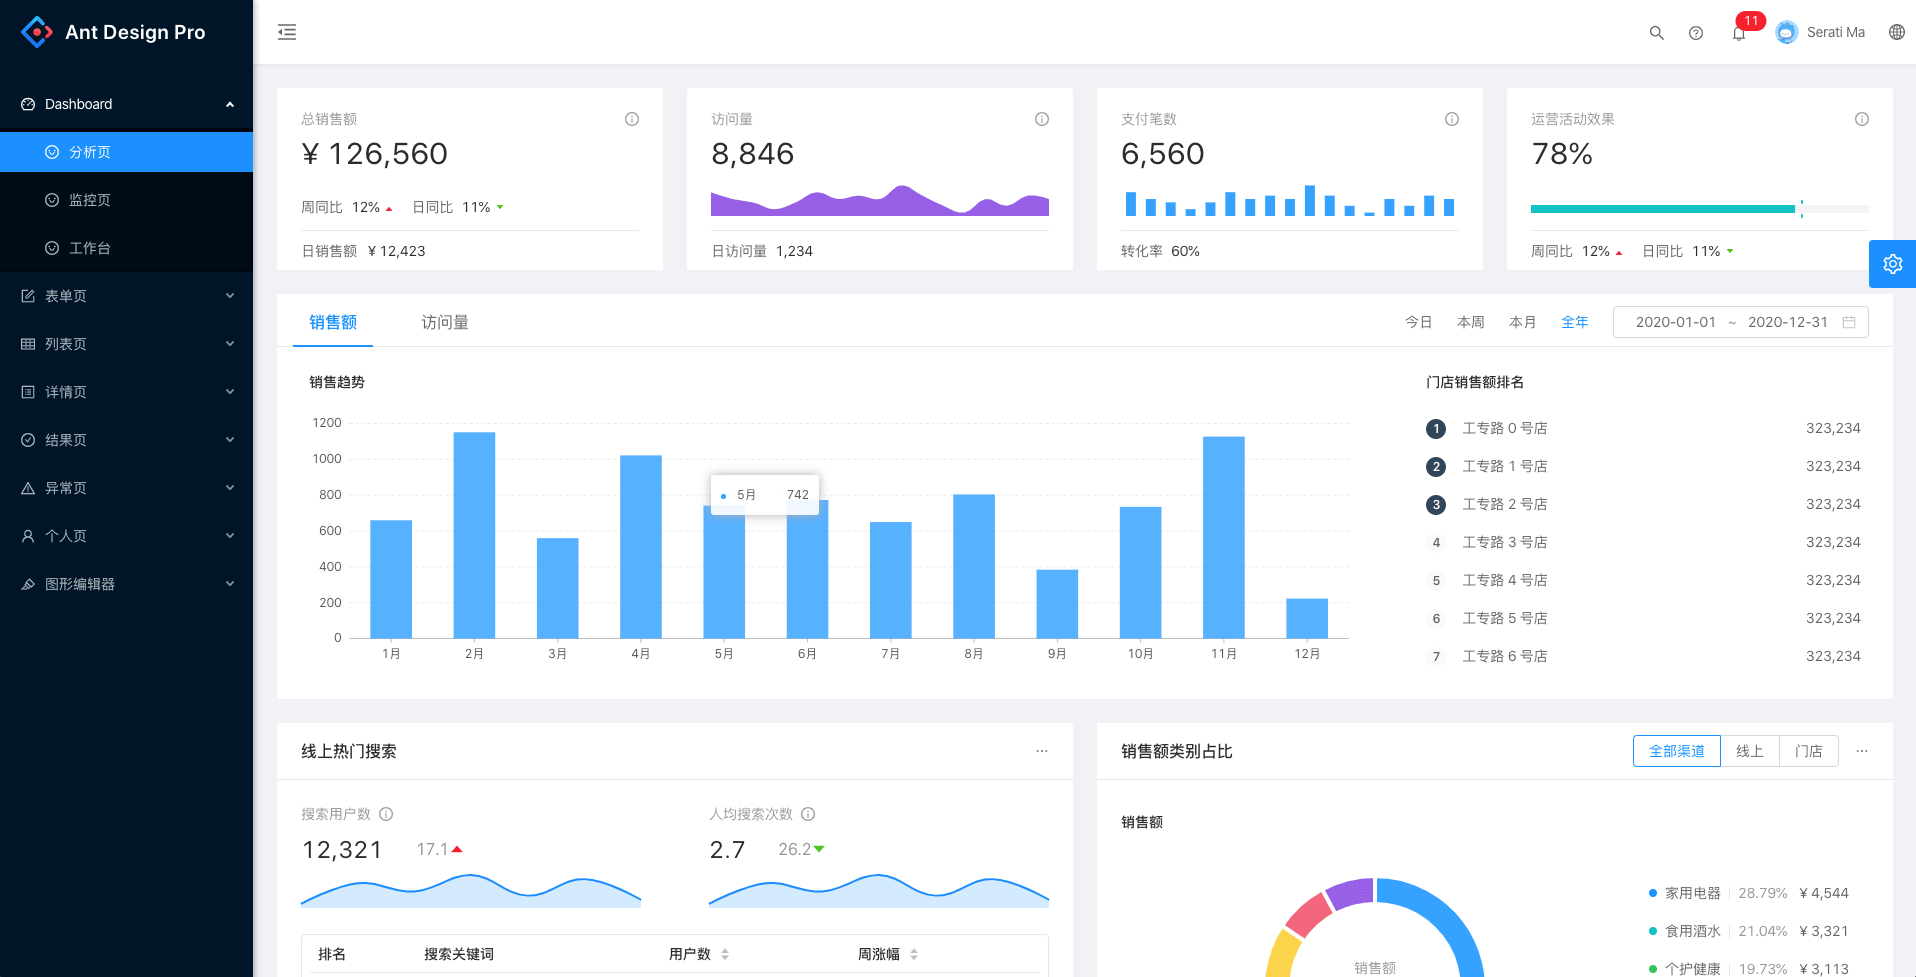 Ant Design Pro
11
Serati Ma
Dashboard
分析页
监控页
工作台
表单页
列表页
详情页
结果页
异常页
个人页
图形编辑器
总销售额
¥ 126,560
周同比 12% 日同比 11%
日销售额 ¥ 12,423
访问量
8,846
日访问量 1,234
支付笔数
6,560
转化率 60%
运营活动效果
78%
周同比 12% 日同比 11%
销售额 访问量
今日 本周 本月 全年 2020-01-01 ~ 2020-12-31
销售趋势
1200
1000
800
600
400
200
0
5月 742
1月 2月 3月 4月 5月 6月 7月 8月 9月 10月 11月 12月
门店销售额排名
1 工专路 0 号店 323,234
2 工专路 1 号店 323,234
3 工专路 2 号店 323,234
4 工专路 3 号店 323,234
5 工专路 4 号店 323,234
6 工专路 5 号店 323,234
7 工专路 6 号店 323,234
线上热门搜索
搜索用户数
12,321 17.1
人均搜索次数
2.7 26.2
排名 搜索关键词 用户数 周涨幅
销售额类别占比
全部渠道 线上 门店
销售额
销售额
家用电器 28.79% ¥ 4,544
食用酒水 21.04% ¥ 3,321
个护健康 19.73% ¥ 3,113